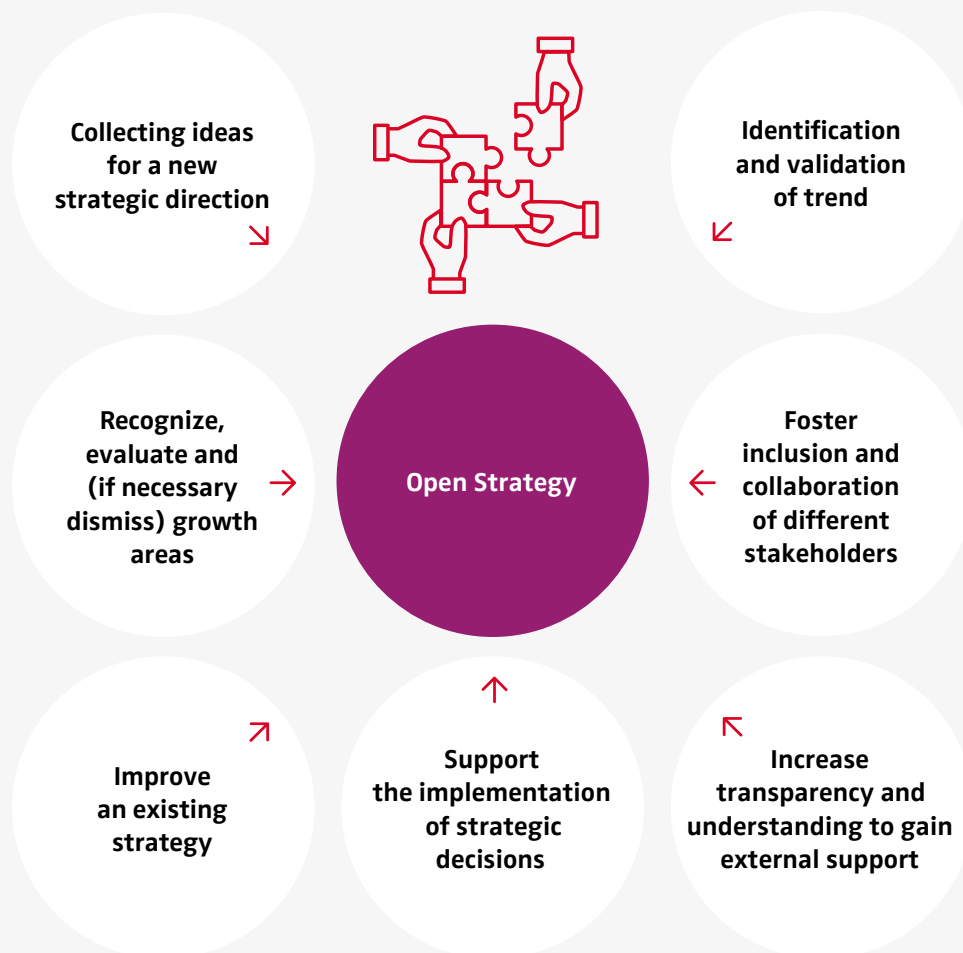 Collecting ideas
for a new
strategic direction
Identification
and validation
of trend
Recognize,
evaluate and
(if necessary
dismiss) growth
areas
Open Strategy
Foster
inclusion and
collaboration
of different
stakeholders
Improve
an existing
strategy
Support
the implementation
of strategic
decisions
Increase
transparency and
understanding to gain
external support